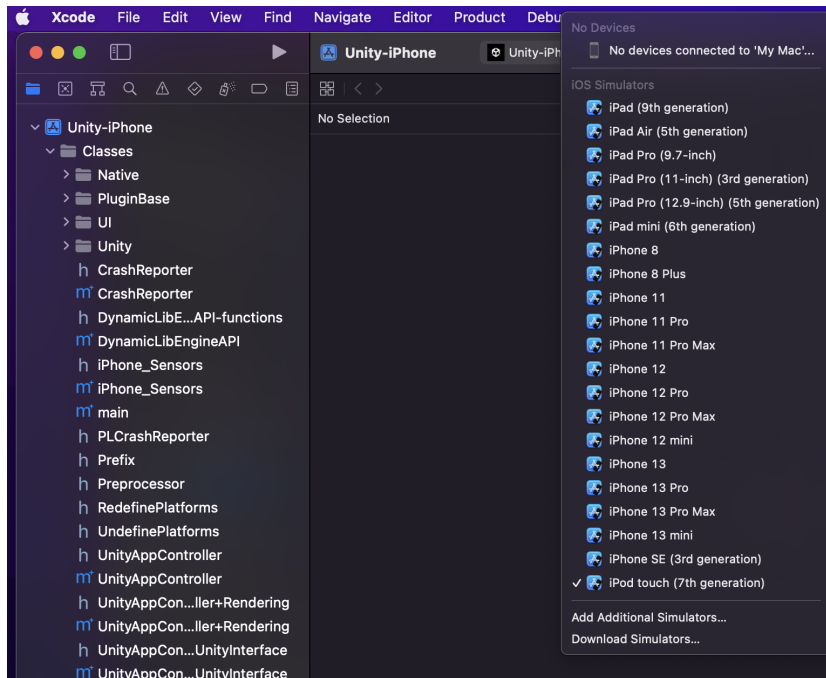 Xcode File Edit View Find Navigate Editor Product Debu
Unity-iPhone
Unity-iPh
No Selection
Unity-iPhone
Classes
Native
PluginBase
UI
Unity
h CrashReporter
m+ CrashReporter
h DynamicLibE...API-functions
m+ DynamicLibEngineAPI
h iPhone_Sensors
m+ iPhone_Sensors
m+ main
h PLCrashReporter
h Prefix
h Preprocessor
h RedefinePlatforms
h UndefinePlatforms
h UnityAppController
m+ UnityAppController
h UnityAppCon...ller+Rendering
m+ UnityAppCon...ller+Rendering
h UnityAppCon...UnityInterface
m+ UnityAppCon...UnityInterface
No Devices
No devices connected to 'My Mac'...
iOS Simulators
iPad (9th generation)
iPad Air (5th generation)
iPad Pro (9.7-inch)
iPad Pro (11-inch) (3rd generation)
iPad Pro (12.9-inch) (5th generation)
iPad mini (6th generation)
iPhone 8
iPhone 8 Plus
iPhone 11
iPhone 11 Pro
iPhone 11 Pro Max
iPhone 12
iPhone 12 Pro
iPhone 12 Pro Max
iPhone 12 mini
iPhone 13
iPhone 13 Pro
iPhone 13 Pro Max
iPhone 13 mini
iPhone SE (3rd generation)
✓ iPod touch (7th generation)
Add Additional Simulators...
Download Simulators...